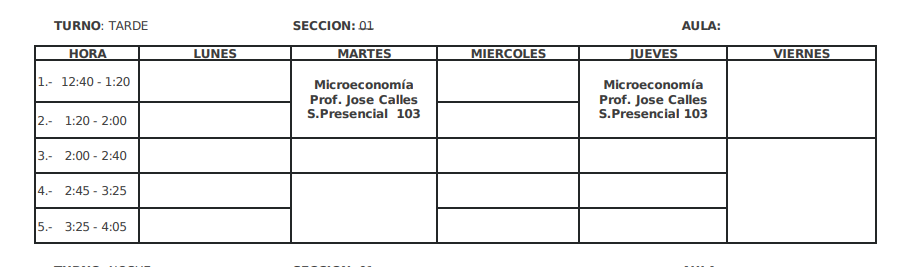 TURNO: TARDE SECCION: 01 AULA:
HORA LUNES MARTES MIERCOLES JUEVES VIERNES
1.- 12:40 - 1:20
Microeconomía
Prof. Jose Calles
S.Presencial 103
Microeconomía
Prof. Jose Calles
S.Presencial 103
2.- 1:20 - 2:00
3.- 2:00 - 2:40
4.- 2:45 - 3:25
5.- 3:25 - 4:05